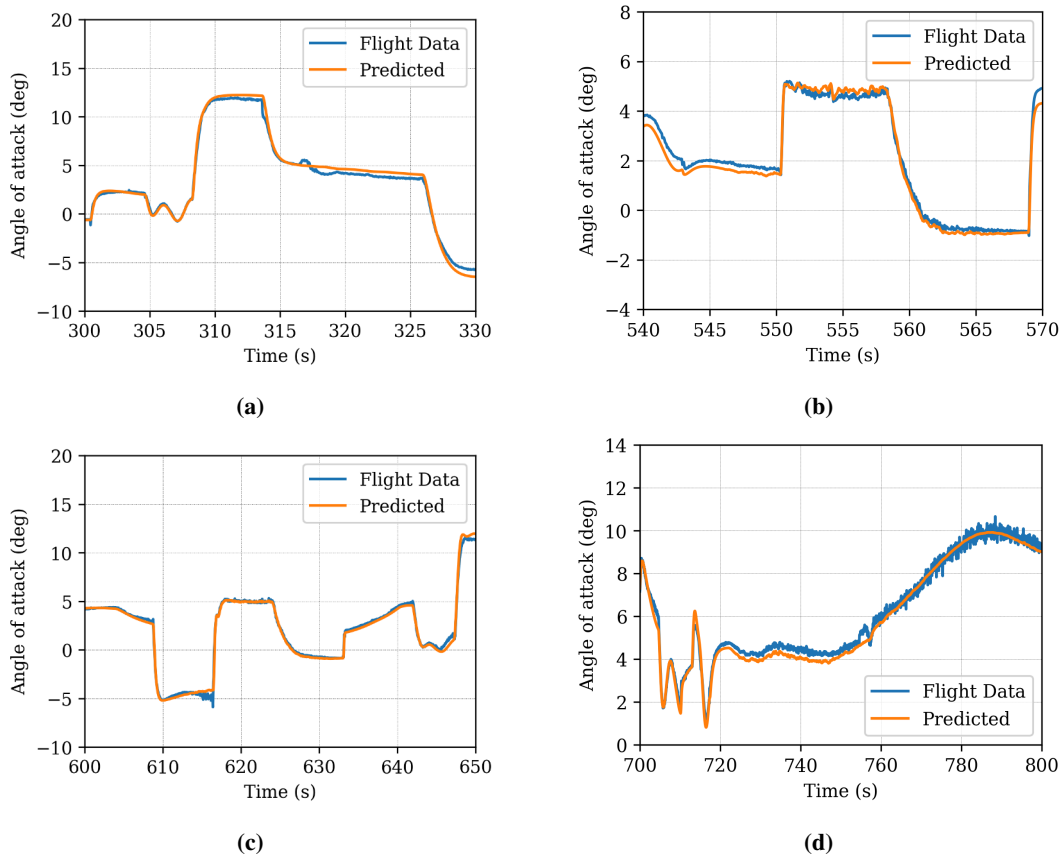 20
15
10
5
0
−5
−10
Angle of attack (deg)
Flight Data
Predicted
300 305 310 315 320 325 330
Time (s)
(a)
8
6
4
2
0
−2
−4
Angle of attack (deg)
Flight Data
Predicted
540 545 550 555 560 565 570
Time (s)
(b)
20
15
10
5
0
−5
−10
Angle of attack (deg)
Flight Data
Predicted
600 610 620 630 640 650
Time (s)
(c)
14
12
10
8
6
4
2
0
Angle of attack (deg)
Flight Data
Predicted
700 720 740 760 780 800
Time (s)
(d)